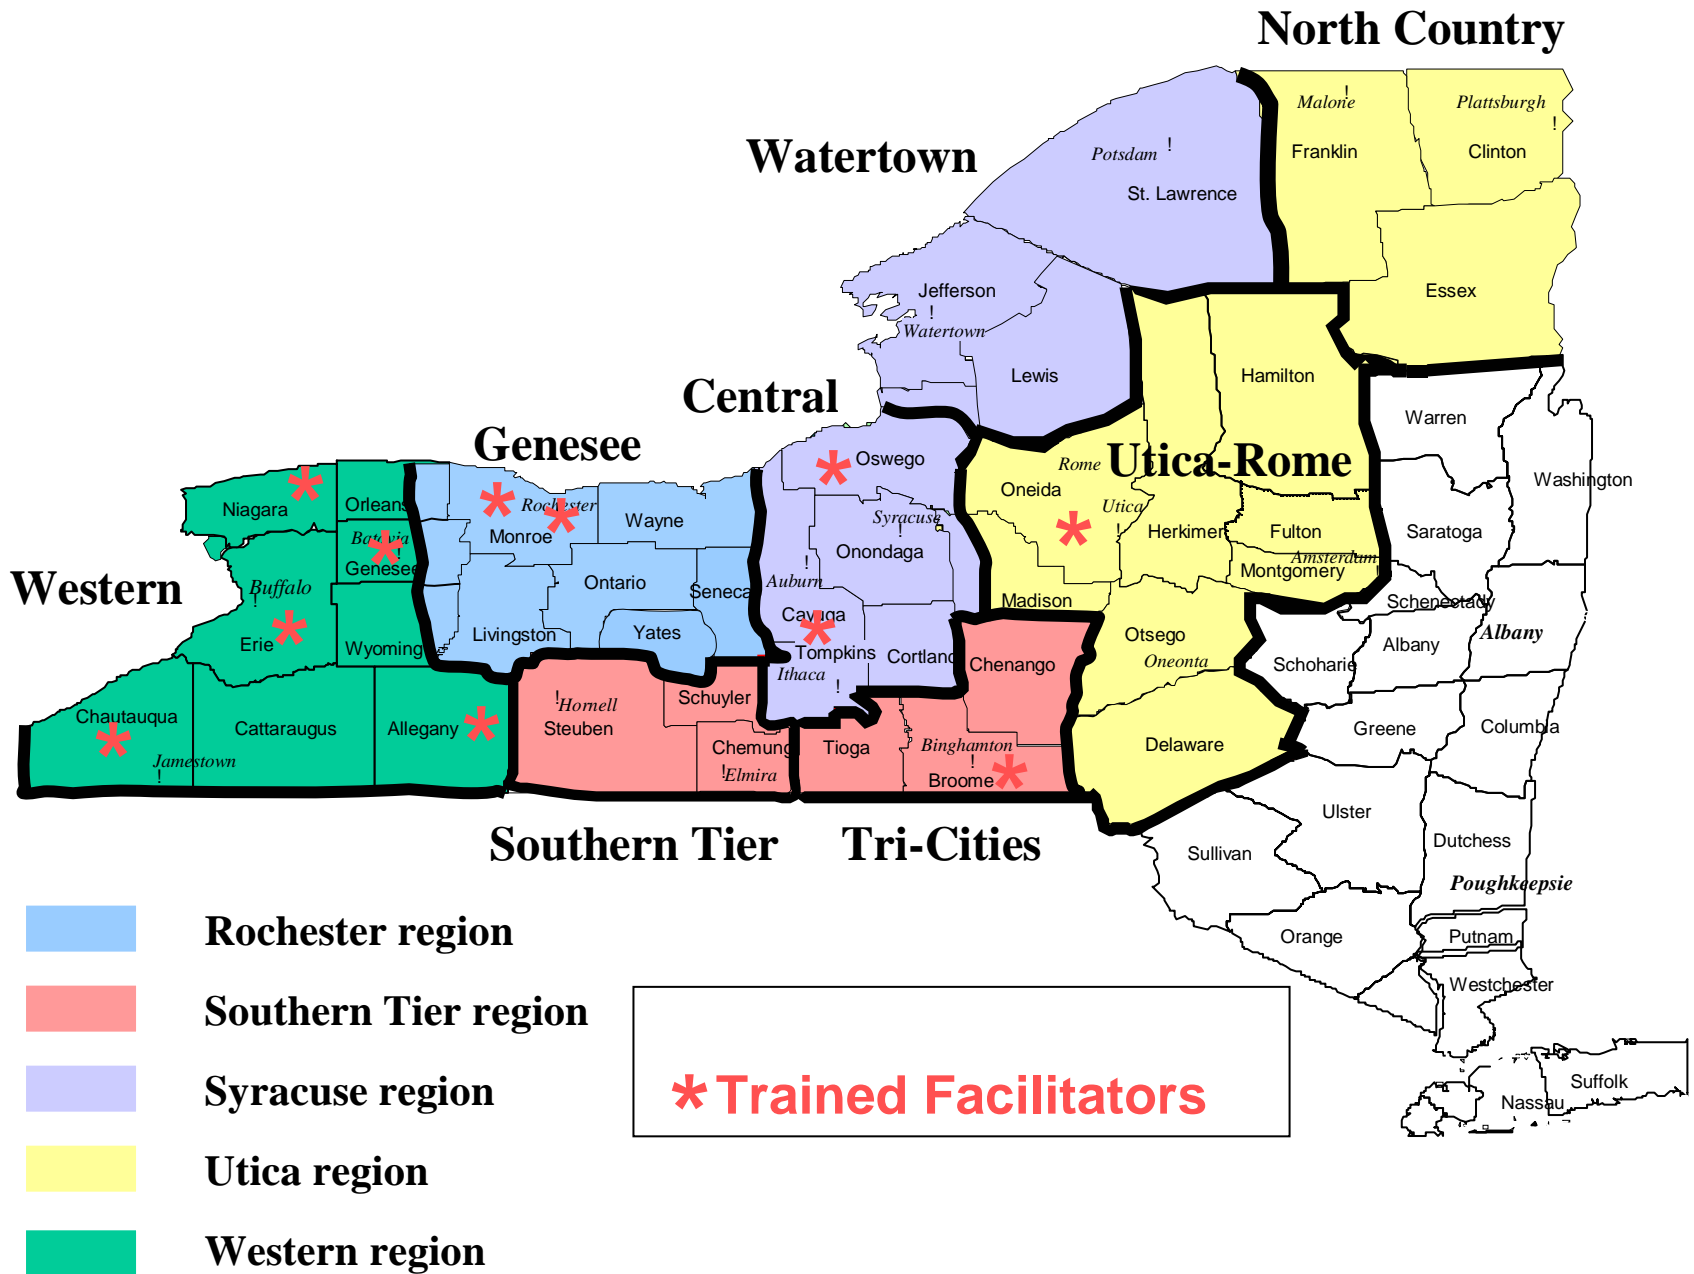 North Country
Malone
!
Plattsburgh
!
Franklin
Clinton
Watertown
Potsdam
!
St. Lawrence
Jefferson
!
Watertown
Essex
Lewis
Hamilton
Central
Warren
Genesee
Oswego
*
Rome
Utica-Rome
Oneida
Washington
Niagara
*
Orleans
*
Rochester
*
Monroe
Wayne
Syracuse
!
Onondaga
Utica
!
*
Herkimer
Fulton
Saratoga
Batavia
!
*
Genesee
Amsterdam
Montgomery
Western
Buffalo
!
Ontario
Seneca
!
Auburn
Cayuga
*
Madison
Schenectady
Erie
*
Wyoming
Livingston
Yates
Tompkins
Cortland
Chenango
Otsego
Oneonta
Schoharie
Albany
Albany
Ithaca
!
Chautauqua
*
Cattaraugus
Allegany
*
!Hornell
Steuben
Schuyler
Greene
Columbia
Jamestown
!
Chemung
!Elmira
Tioga
Binghamton
!
Broome
*
Delaware
Southern Tier
Tri-Cities
Ulster
Sullivan
Dutchess
Poughkeepsie
Rochester region
Orange
Putnam
Southern Tier region
Westchester
Syracuse region
* Trained Facilitators
Suffolk
Nassau
Utica region
Western region